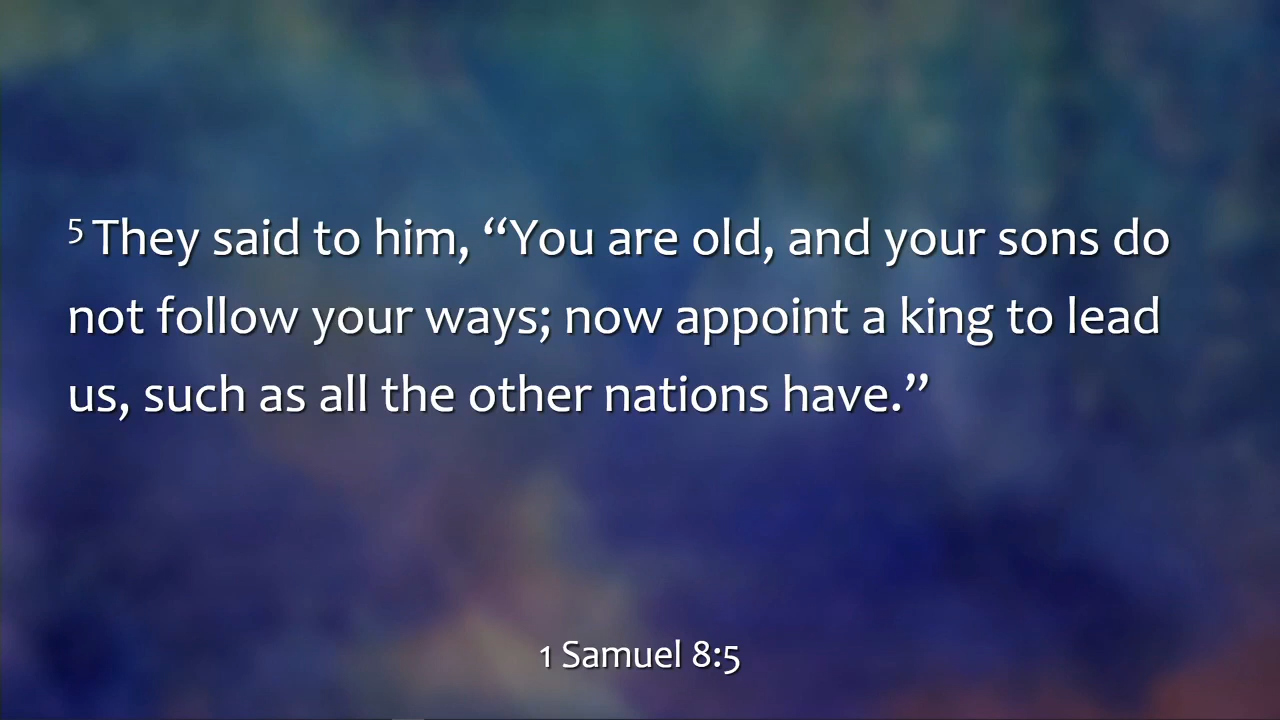 5 They said to him, “You are old, and your sons do
not follow your ways; now appoint a king to lead
us, such as all the other nations have.”
1 Samuel 8:5